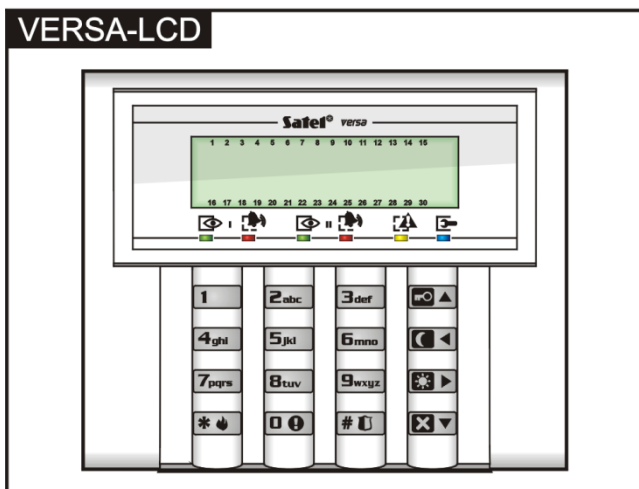 VERSA-LCD
Satel® versa
1 2 3 4 5 6 7 8 9 10 11 12 13 14 15
16 17 18 19 20 21 22 23 24 25 26 27 28 29 30
I II
1 2abc 3def
4ghi 5jkl 6mno
7pqrs 8tuv 9wxyz
* 0 #